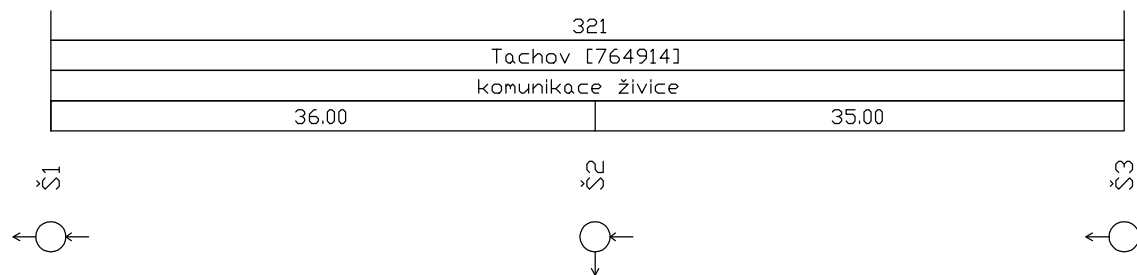 321
Tachov [764914]
komunikace živice
36.00 35.00
Š1 Š2 Š3